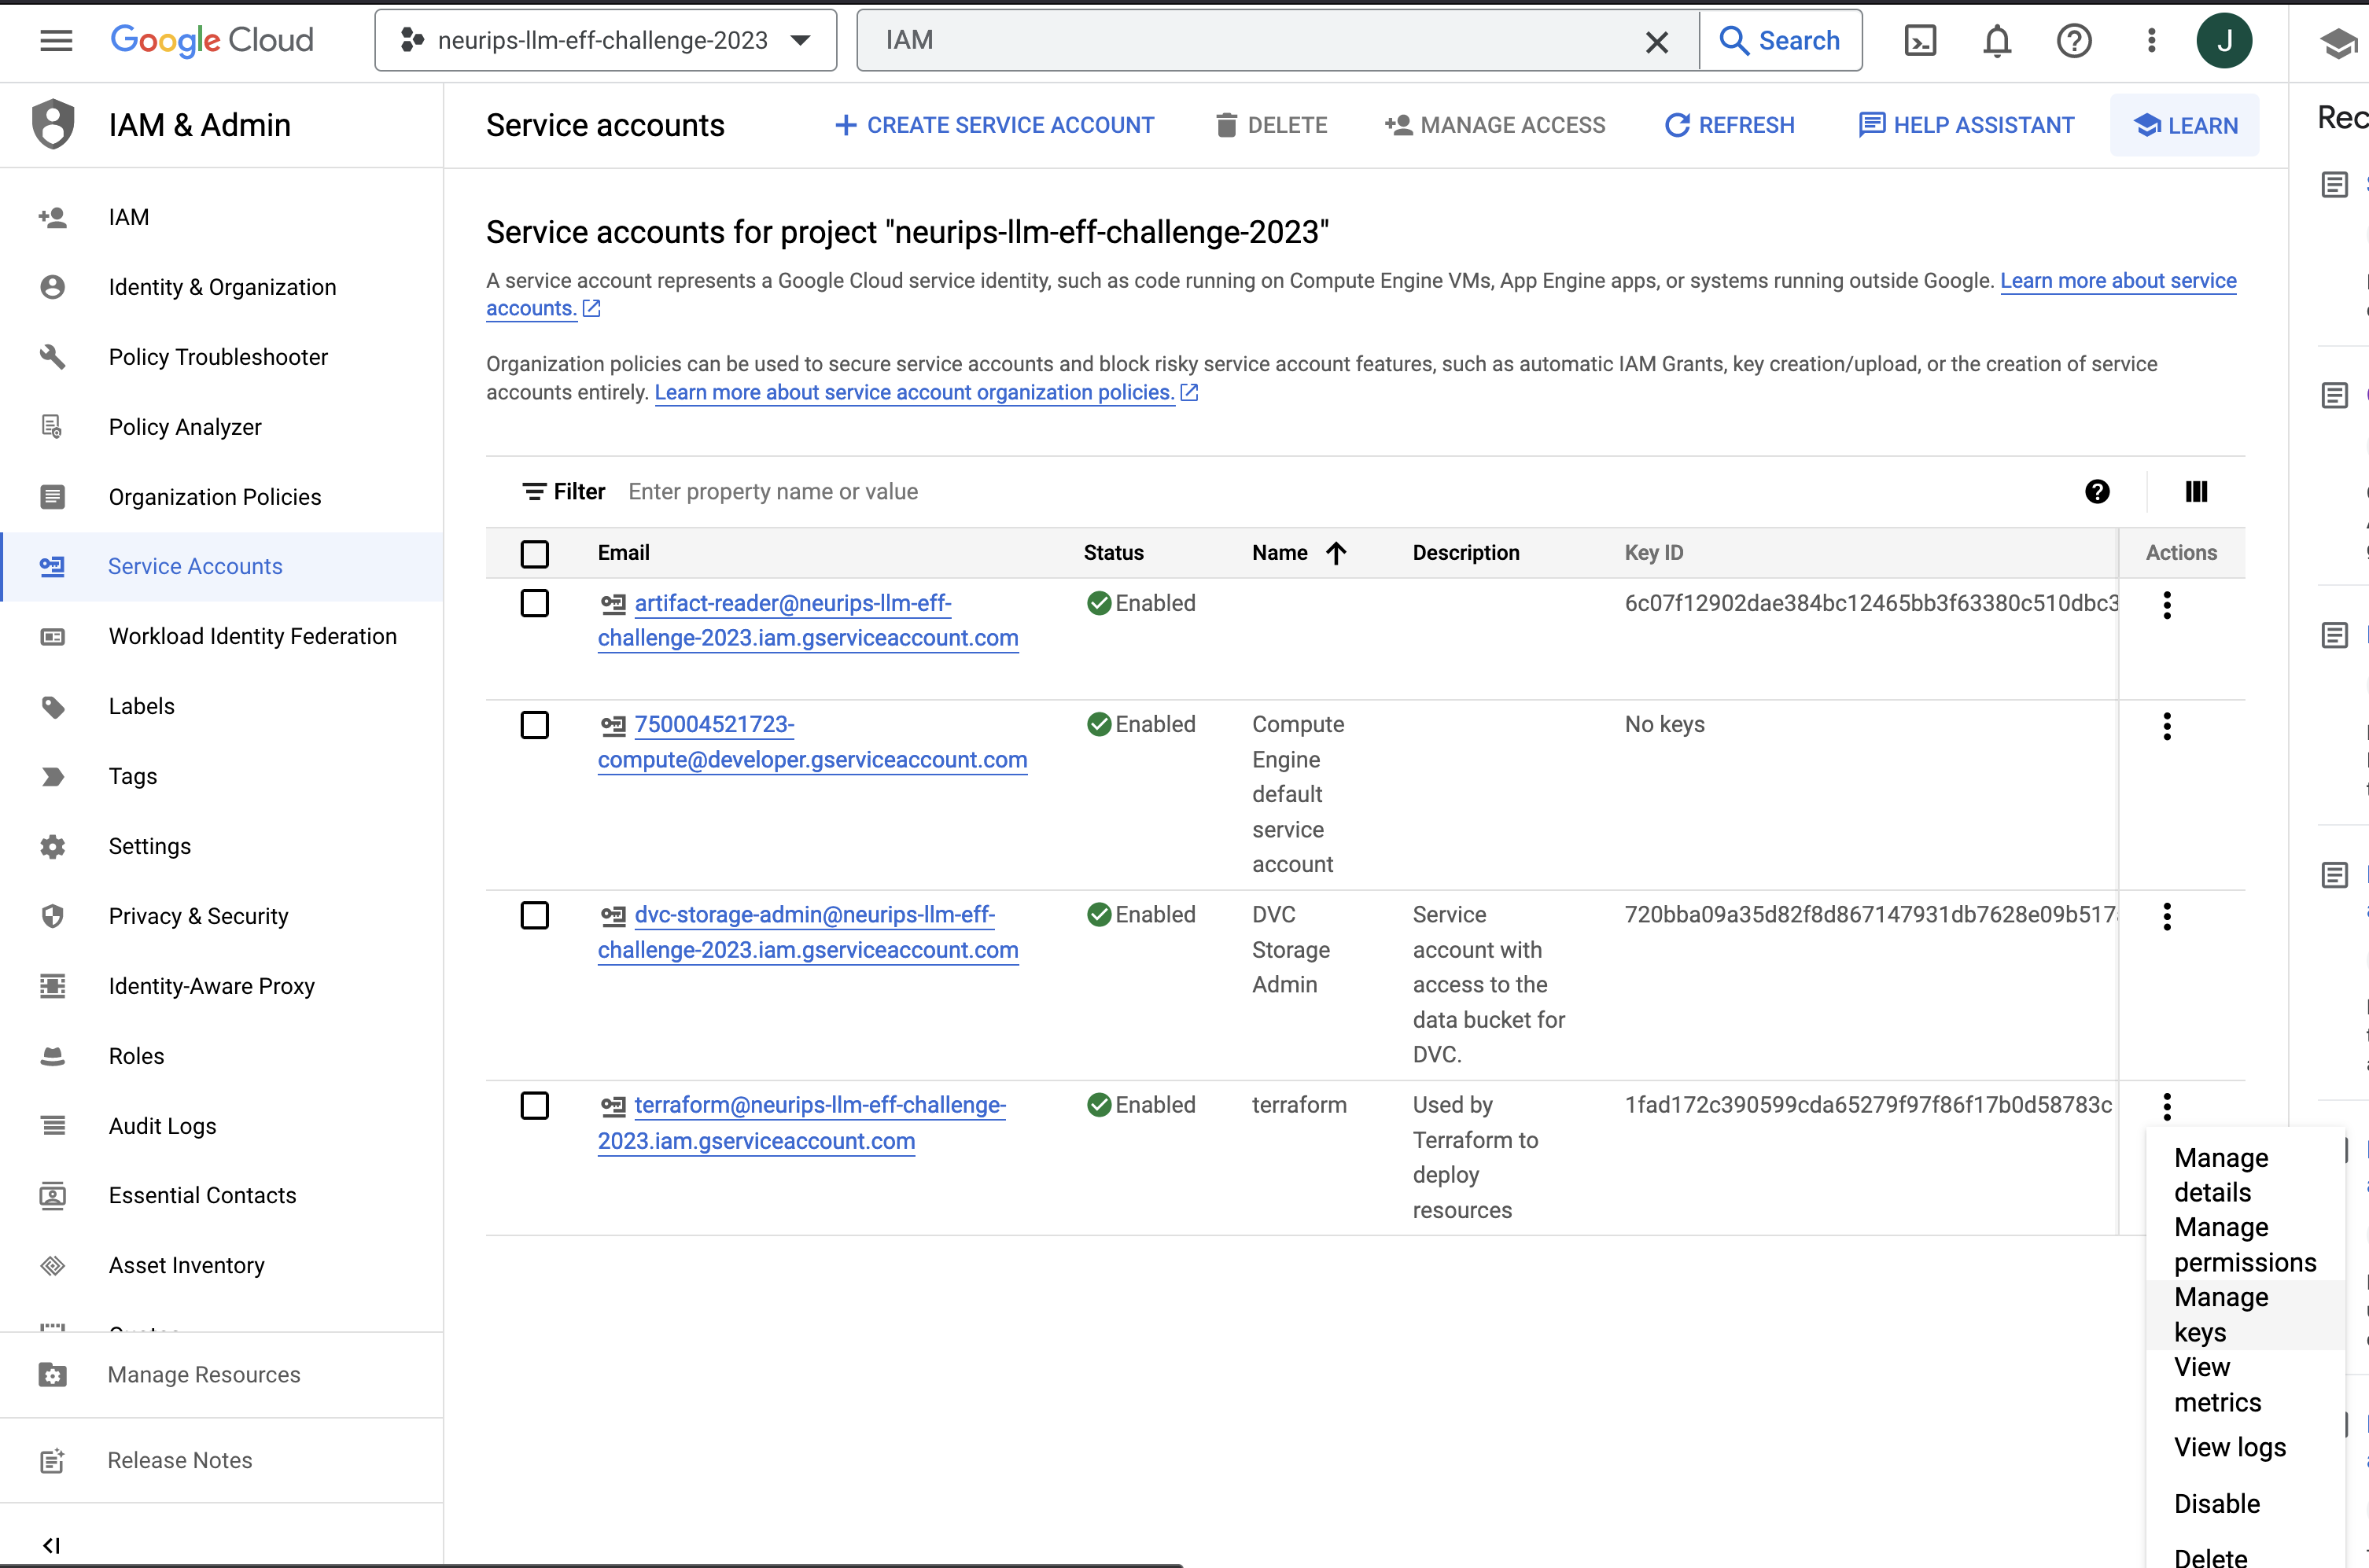 Google Cloud
neurips-llm-eff-challenge-2023
IAM
Search
J
IAM & Admin
Service accounts
CREATE SERVICE ACCOUNT
DELETE
MANAGE ACCESS
REFRESH
HELP ASSISTANT
LEARN
Rec
IAM
Identity & Organization
Policy Troubleshooter
Policy Analyzer
Organization Policies
Service Accounts
Workload Identity Federation
Labels
Tags
Settings
Privacy & Security
Identity-Aware Proxy
Roles
Audit Logs
Essential Contacts
Asset Inventory
Manage Resources
Release Notes
Service accounts for project "neurips-llm-eff-challenge-2023"
A service account represents a Google Cloud service identity, such as code running on Compute Engine VMs, App Engine apps, or systems running outside Google. Learn more about service
accounts.
Organization policies can be used to secure service accounts and block risky service account features, such as automatic IAM Grants, key creation/upload, or the creation of service
accounts entirely. Learn more about service account organization policies.
Filter Enter property name or value
Email Status Name Description Key ID Actions
artifact-reader@neurips-llm-eff-
challenge-2023.iam.gserviceaccount.com
Enabled
6c07f12902dae384bc12465bb3f63380c510dbc3
750004521723-
compute@developer.gserviceaccount.com
Enabled
Compute
Engine
default
service
account
No keys
dvc-storage-admin@neurips-llm-eff-
challenge-2023.iam.gserviceaccount.com
Enabled
DVC
Storage
Admin
Service
account with
access to the
data bucket for
DVC.
720bba09a35d82f8d867147931db7628e09b517
terraform@neurips-llm-eff-challenge-
2023.iam.gserviceaccount.com
Enabled
terraform
Used by
Terraform to
deploy
resources
1fad172c390599cda65279f97f86f17b0d58783c
Manage
details
Manage
permissions
Manage
keys
View
metrics
View logs
Disable
Delete